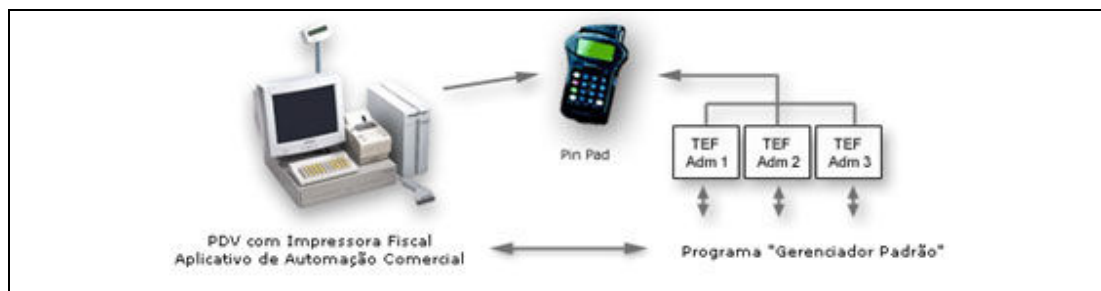 Pin Pad
TEF
Adm 1
TEF
Adm 2
TEF
Adm 3
PDV com Impressora Fiscal
Aplicativo de Automação Comercial
Programa "Gerenciador Padrão"